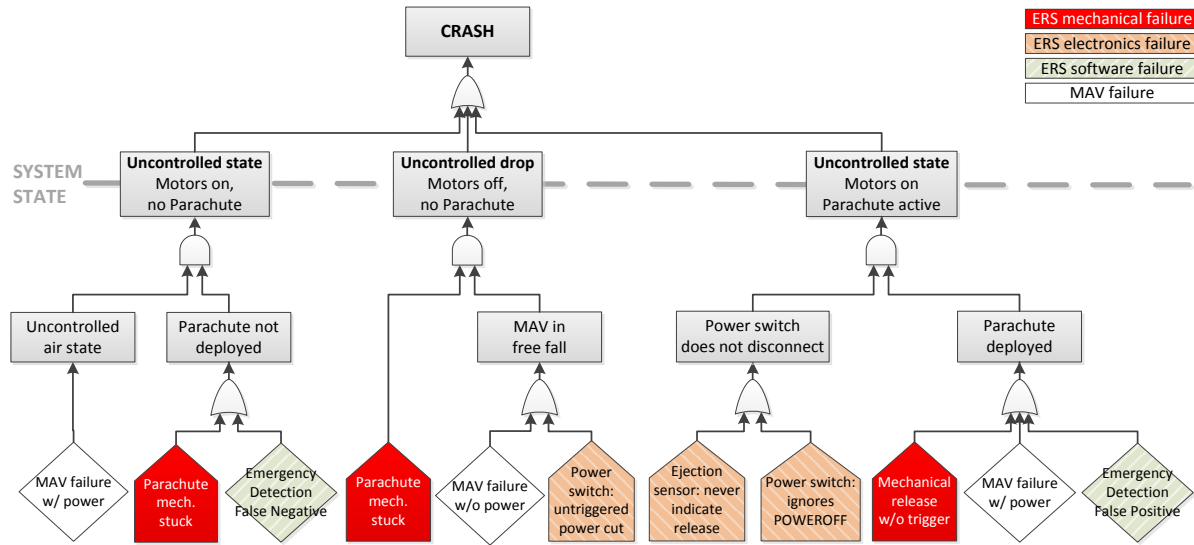 CRASH
ERS mechanical failure
ERS electronics failure
ERS software failure
MAV failure
SYSTEM
STATE
Uncontrolled state
Motors on,
no Parachute
Uncontrolled drop
Motors off,
no Parachute
Uncontrolled state
Motors on
Parachute active
Uncontrolled
air state
Parachute not
deployed
MAV in
free fall
Power switch
does not disconnect
Parachute
deployed
MAV failure
w/ power
Parachute
mech.
stuck
Emergency
Detection
False Negative
Parachute
mech.
stuck
MAV failure
w/o power
Power
switch:
untriggered
power cut
Ejection
sensor: never
indicate
release
Power switch:
ignores
POWEROFF
Mechanical
release
w/o trigger
MAV failure
w/ power
Emergency
Detection
False Positive